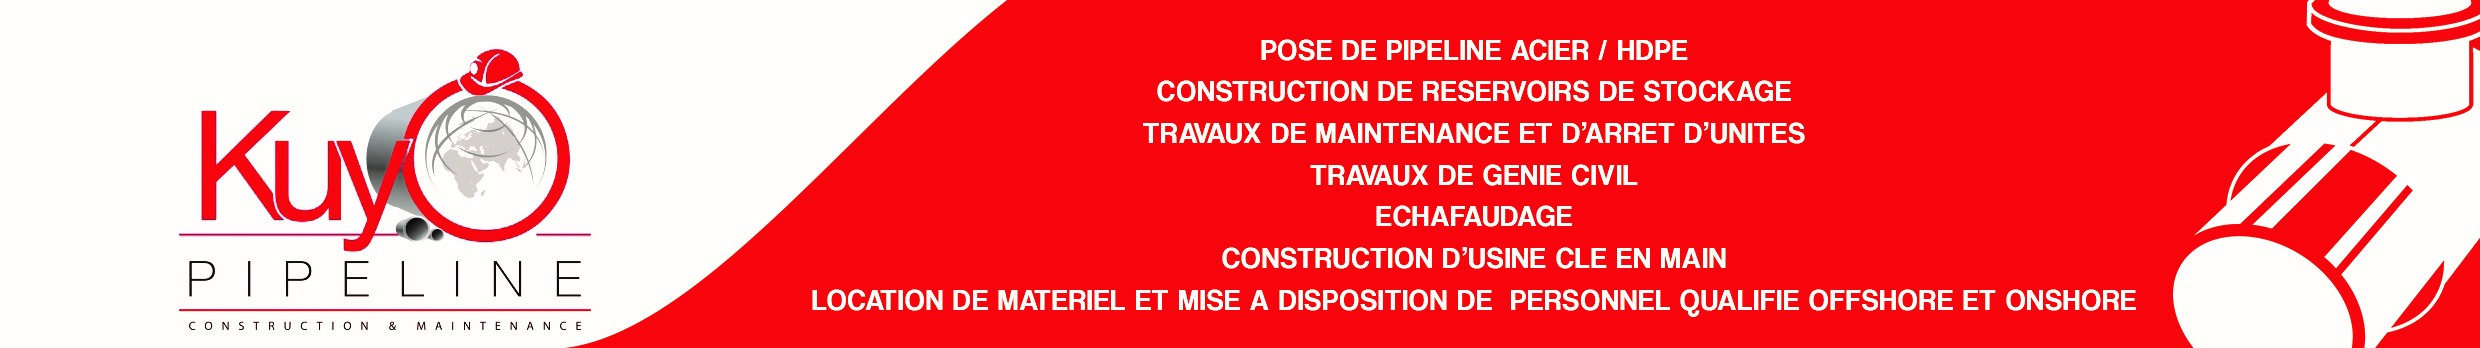 KuyO
PIPELINE
CONSTRUCTION & MAINTENANCE
POSE DE PIPELINE ACIER / HDPE
CONSTRUCTION DE RESERVOIRS DE STOCKAGE
TRAVAUX DE MAINTENANCE ET D’ARRET D’UNITES
TRAVAUX DE GENIE CIVIL
ECHAFAUDAGE
CONSTRUCTION D’USINE CLE EN MAIN
LOCATION DE MATERIEL ET MISE A DISPOSITION DE PERSONNEL QUALIFIE OFFSHORE ET ONSHORE